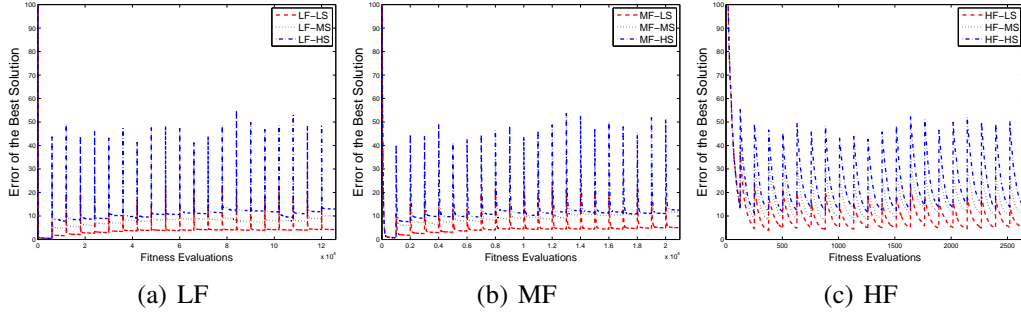 100
90
80
70
60
50
40
30
20
10
0
Error of the Best Solution
LF-LS
LF-MS
LF-HS
0 2 4 6 8 10 12
x 10⁴
Fitness Evaluations
(a) LF
100
90
80
70
60
50
40
30
20
10
0
Error of the Best Solution
MF-LS
MF-MS
MF-HS
0 0.2 0.4 0.6 0.8 1 1.2 1.4 1.6 1.8 2
x 10⁴
Fitness Evaluations
(b) MF
100
90
80
70
60
50
40
30
20
10
0
Error of the Best Solution
HF-LS
HF-MS
HF-HS
0 500 1000 1500 2000 2500
Fitness Evaluations
(c) HF